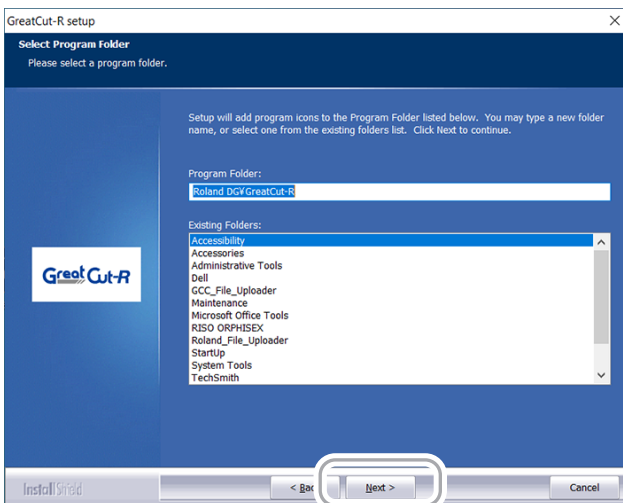 GreatCut-R setup
Select Program Folder
Please select a program folder.
Setup will add program icons to the Program Folder listed below. You may type a new folder
name, or select one from the existing folders list. Click Next to continue.
Program Folder:
Roland DG¥GreatCut-R
Existing Folders:
Accessibility
Accessories
Administrative Tools
Dell
GCC_File_Uploader
Maintenance
Microsoft Office Tools
RISO ORPHISEX
Roland_File_Uploader
StartUp
System Tools
TechSmith
Great Cut-R
InstallShield
< Bac
Next >
Cancel